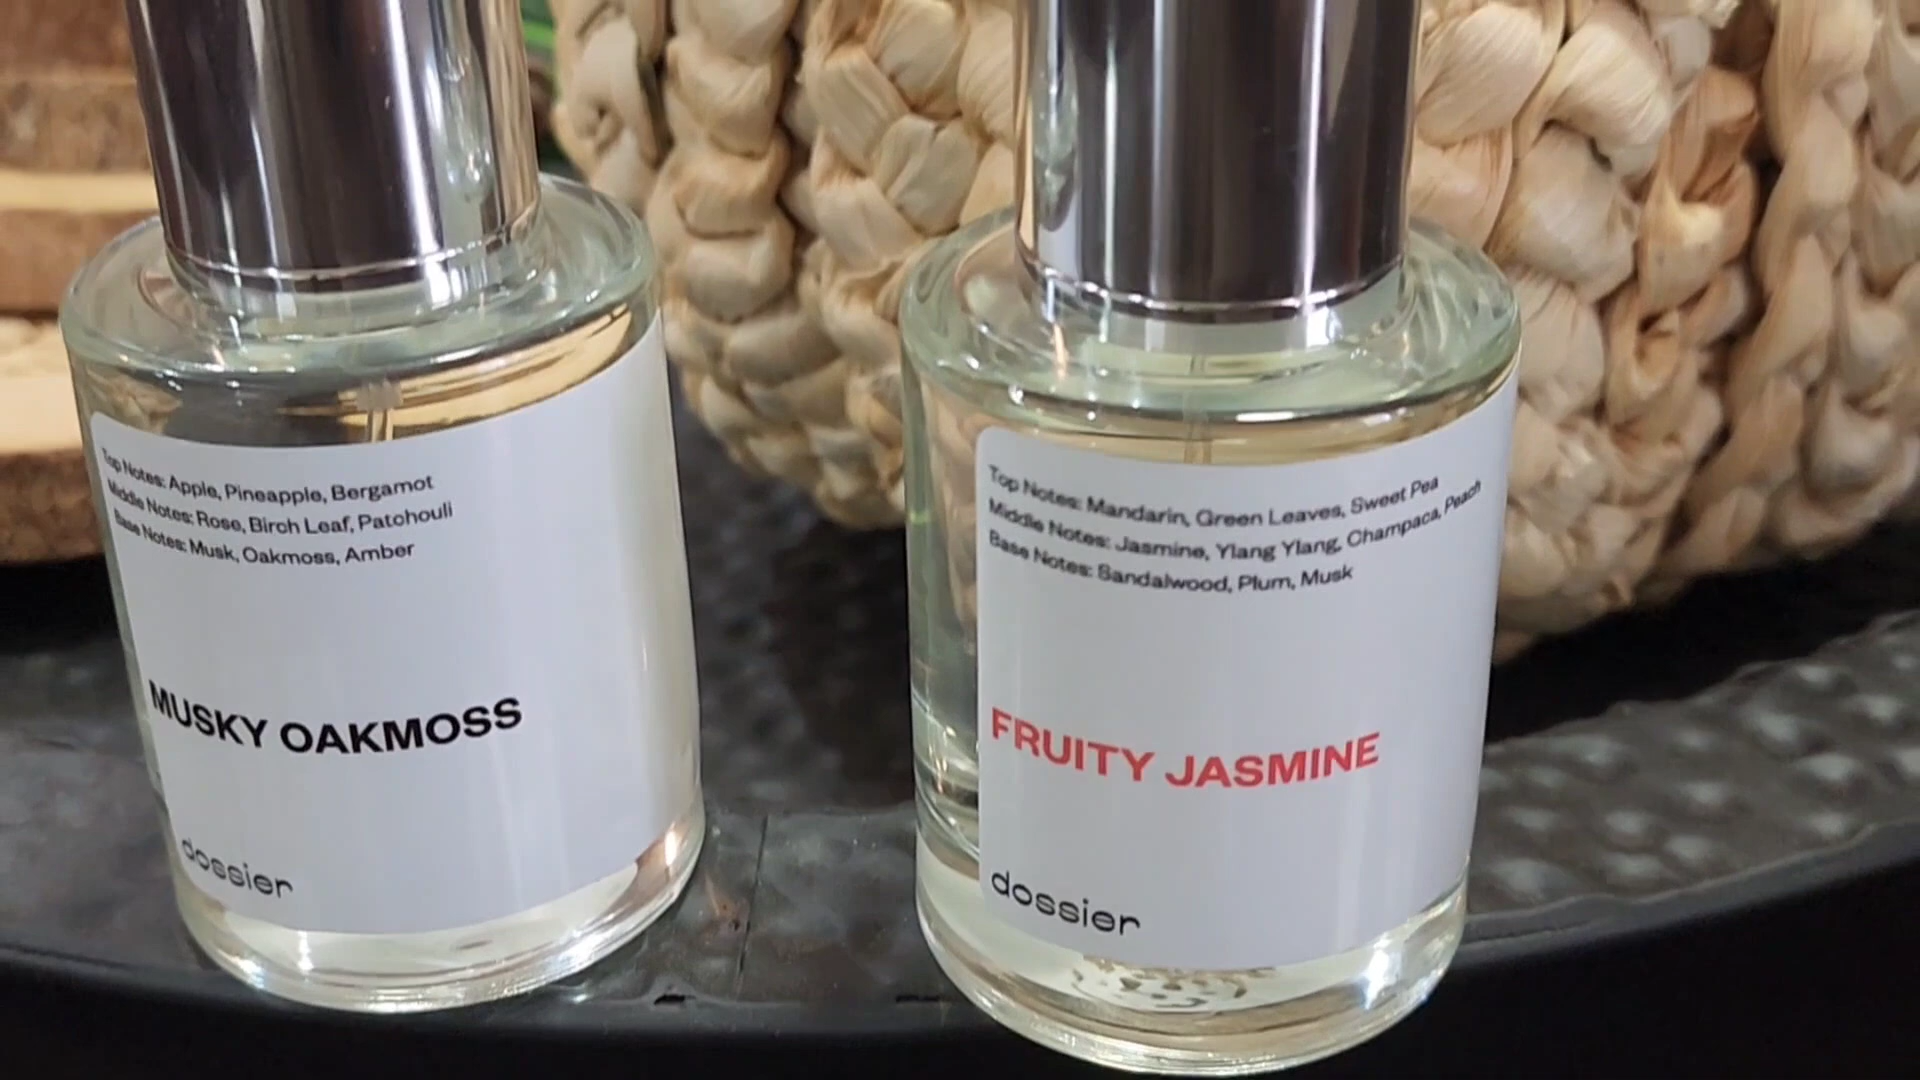 Top Notes: Apple, Pineapple, Bergamot
Middle Notes: Rose, Birch Leaf, Patchouli
Base Notes: Musk, Oakmoss, Amber
MUSKY OAKMOSS
dossier
Top Notes: Mandarin, Green Leaves, Sweet Pea
Middle Notes: Jasmine, Ylang Ylang, Champaca, Peach
Base Notes: Sandalwood, Plum, Musk
FRUITY JASMINE
dossier